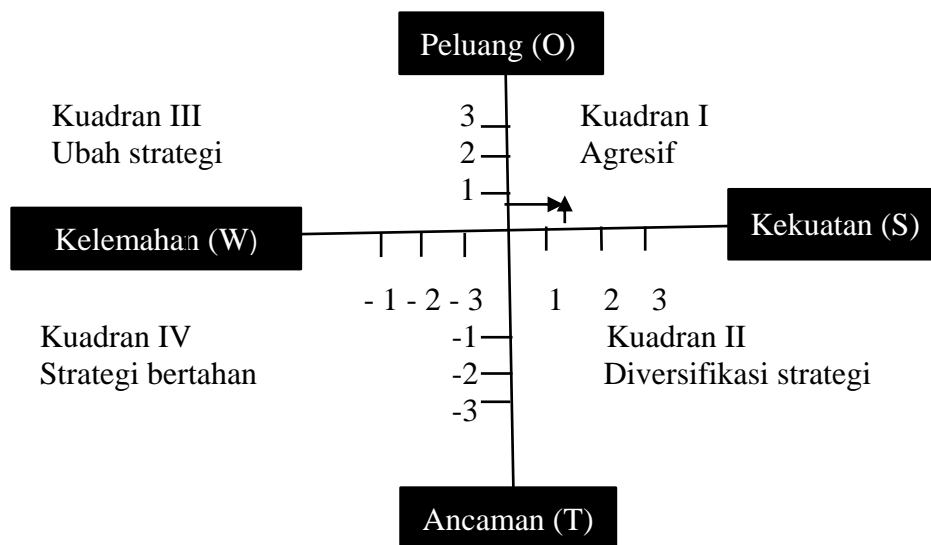 Peluang (O)
Kuadran III
Ubah strategi
3
2
1
Kuadran I
Agresif
Kelemahan (W)
Kekuatan (S)
- 1 - 2 - 3
1 2 3
Kuadran IV
Strategi bertahan
-1
-2
-3
Kuadran II
Diversifikasi strategi
Ancaman (T)